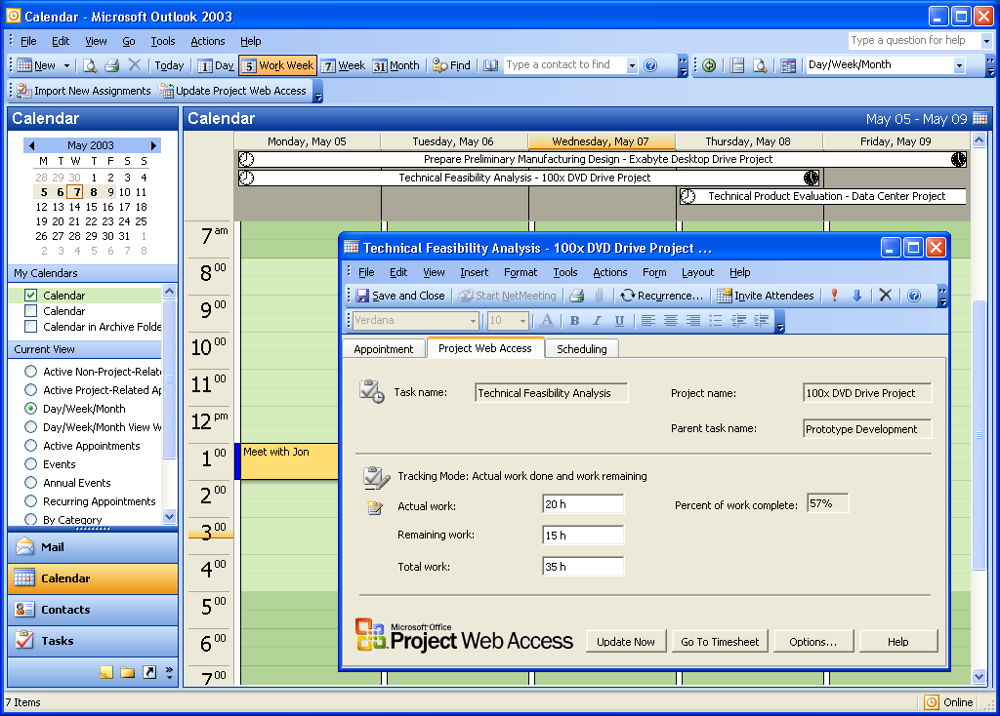 Calendar - Microsoft Outlook 2003
File Edit View Go Tools Actions Help
Type a question for help
New Today 1 Day 5 Work Week 7 Week 31 Month Find Type a contact to find Day/Week/Month
Import New Assignments Update Project Web Access
Calendar
May 2003
M T W T F S S
28 29 30 1 2 3 4
5 6 7 8 9 10 11
12 13 14 15 16 17 18
19 20 21 22 23 24 25
26 27 28 29 30 31 1
2 3 4 5 6 7 8
My Calendars
Calendar
Calendar
Calendar in Archive Folde
Current View
Active Non-Project-Relat
Active Project-Related Ap
Day/Week/Month
Day/Week/Month View W
Active Appointments
Events
Annual Events
Recurring Appointments
By Category
Mail
Calendar
Contacts
Tasks
Calendar
May 05 - May 09
Monday, May 05 Tuesday, May 06 Wednesday, May 07 Thursday, May 08 Friday, May 09
Prepare Preliminary Manufacturing Design - Exabyte Desktop Drive Project
Technical Feasibility Analysis - 100x DVD Drive Project
Technical Product Evaluation - Data Center Project
7 am
8 00
9 00
10 00
11 00
12 pm
1 00
Meet with Jon
2 00
3 00
4 00
5 00
6 00
7 00
Technical Feasibility Analysis - 100x DVD Drive Project ...
File Edit View Insert Format Tools Actions Form Layout Help
Save and Close Start NetMeeting Recurrence... Invite Attendees
Verdana 10 A B I U
Appointment Project Web Access Scheduling
Task name: Technical Feasibility Analysis Project name: 100x DVD Drive Project
Parent task name: Prototype Development
Tracking Mode: Actual work done and work remaining
Actual work: 20 h Percent of work complete: 57%
Remaining work: 15 h
Total work: 35 h
Microsoft Office
Project Web Access
Update Now Go To Timesheet Options... Help
7 Items
Online